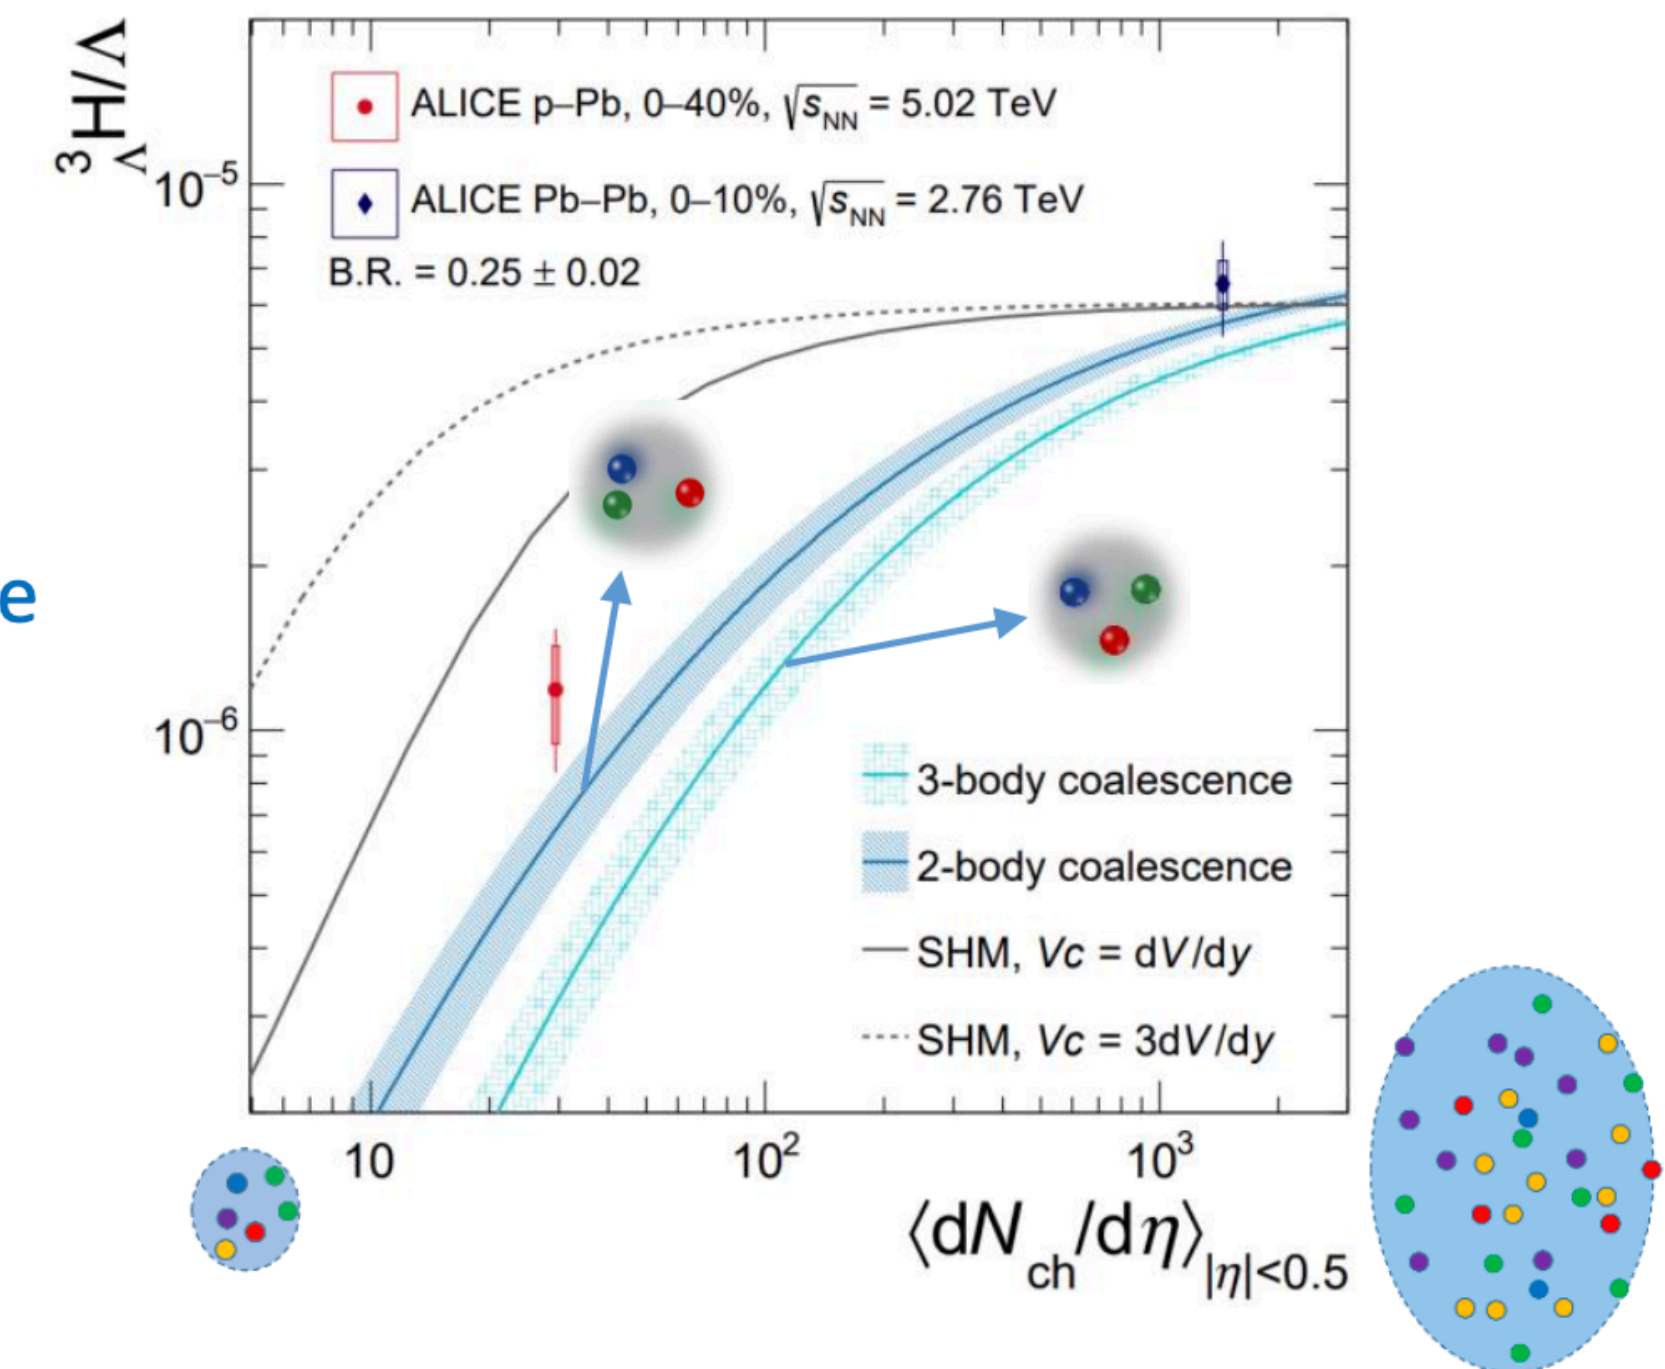 ³ΛH/Λ
ALICE p–Pb, 0–40%, √sNN = 5.02 TeV
ALICE Pb–Pb, 0–10%, √sNN = 2.76 TeV
B.R. = 0.25 ± 0.02
10⁻⁵
e
10⁻⁶
3-body coalescence
2-body coalescence
SHM, Vc = dV/dy
SHM, Vc = 3dV/dy
10 10² 10³
⟨dNch/dη⟩|η|<0.5